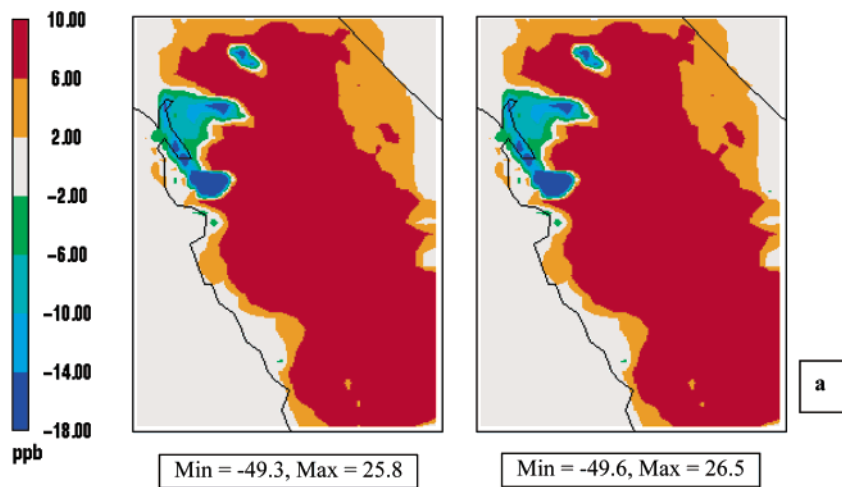 10.00
6.00
2.00
-2.00
-6.00
-10.00
-14.00
-18.00
ppb
a
Min = -49.3, Max = 25.8
Min = -49.6, Max = 26.5